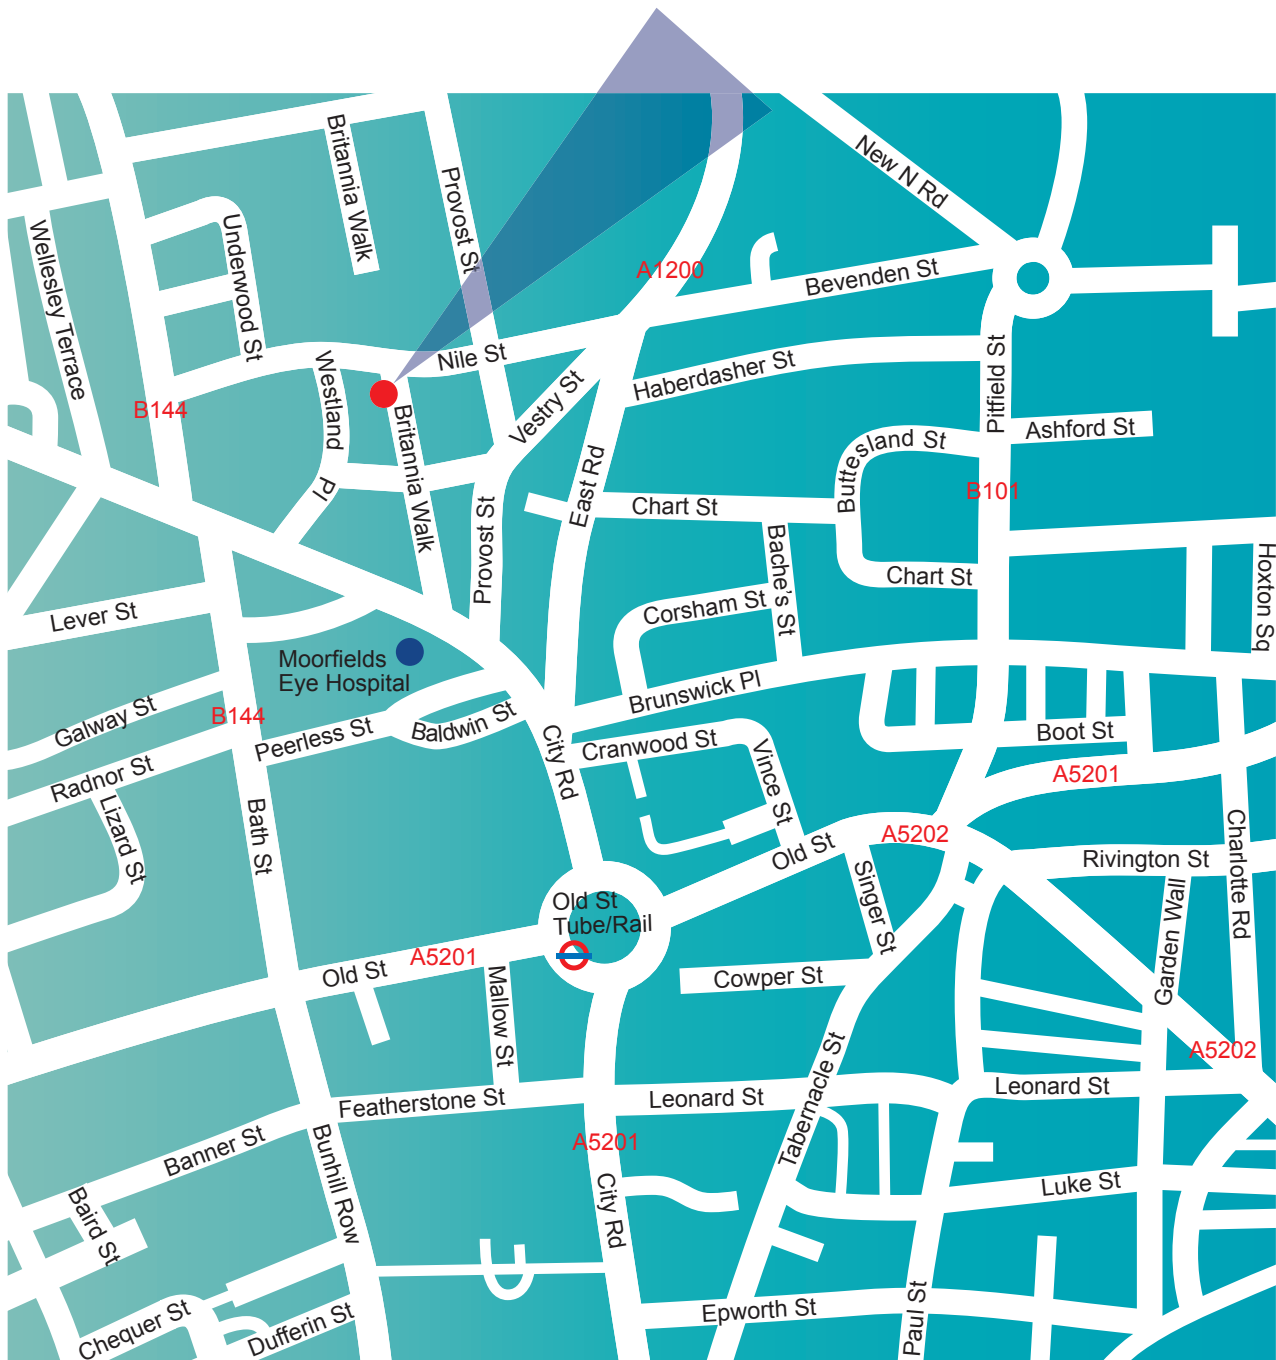 Britannia Walk
Provost St
New N Rd
Underwood St
Wellesley Terrace
A1200
Bevenden St
Nile St
Westland
Pl
Haberdasher St
Pitfield St
B144
Britannia Walk
Vestry St
Ashford St
Buttesland St
East Rd
B101
Chart St
Provost St
Bache's St
Hoxton Sq
Chart St
Lever St
Corsham St
Moorfields
Eye Hospital
Brunswick Pl
Galway St
B144
Peerless St
Baldwin St
City Rd
Cranwood St
Vince St
Boot St
A5201
Radnor St
Lizard St
Bath St
Old St
A5202
Charlotte Rd
Rivington St
Singer St
Garden Wall
Old St
Tube/Rail
A5201
Old St
Mallow St
Cowper St
Tabernacle St
A5202
Featherstone St
Leonard St
Leonard St
Banner St
Bunhill Row
A5201
City Rd
Luke St
Baird St
Chequer St
Dufferin St
Epworth St
Paul St